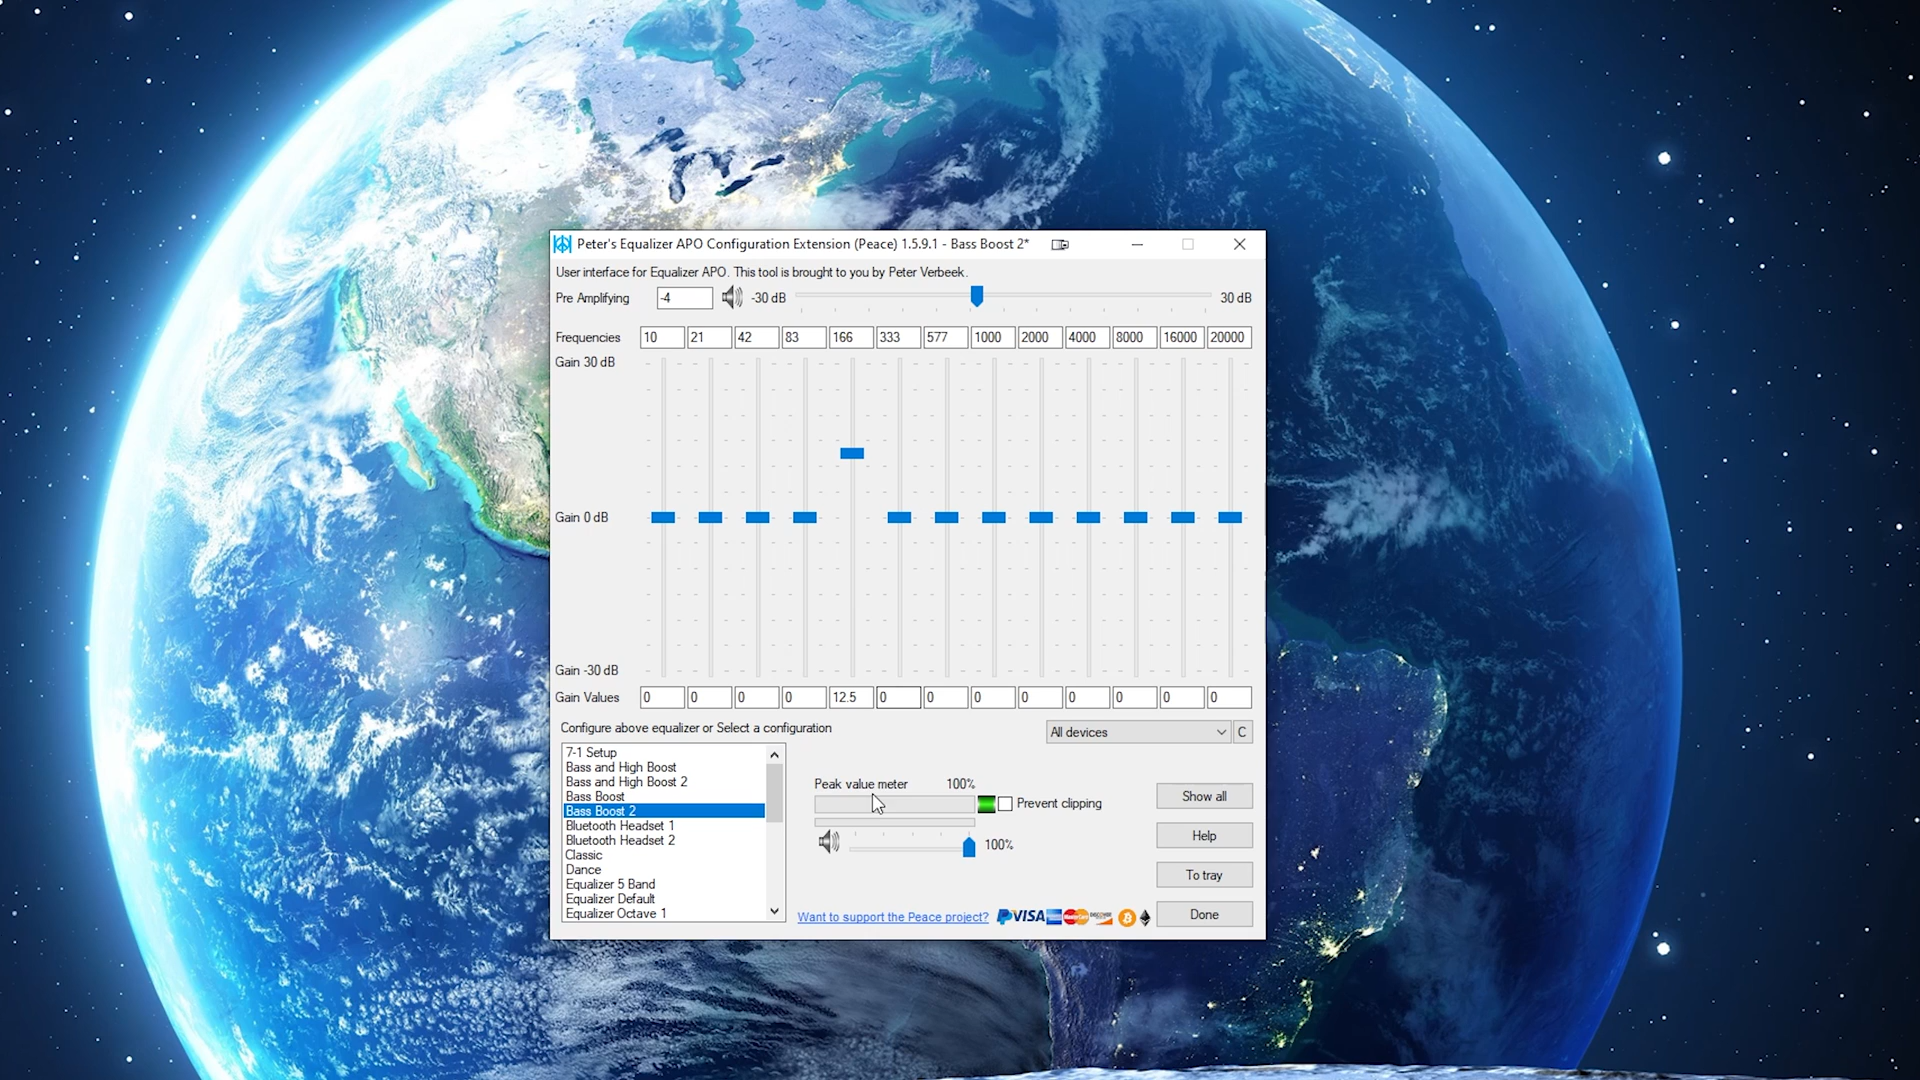 Peter's Equalizer APO Configuration Extension (Peace) 1.5.9.1 - Bass Boost 2*
User interface for Equalizer APO. This tool is brought to you by Peter Verbeek.
Pre Amplifying -4 -30 dB 30 dB
Frequencies 10 21 42 83 166 333 577 1000 2000 4000 8000 16000 20000
Gain 30 dB
Gain 0 dB
Gain -30 dB
Gain Values 0 0 0 0 12.5 0 0 0 0 0 0 0 0
Configure above equalizer or Select a configuration
All devices C
7-1 Setup
Bass and High Boost
Bass and High Boost 2
Bass Boost
Bass Boost 2
Bluetooth Headset 1
Bluetooth Headset 2
Classic
Dance
Equalizer 5 Band
Equalizer Default
Equalizer Octave 1
Peak value meter 100%
Prevent clipping
100%
Show all
Help
To tray
Done
Want to support the Peace project? VISA